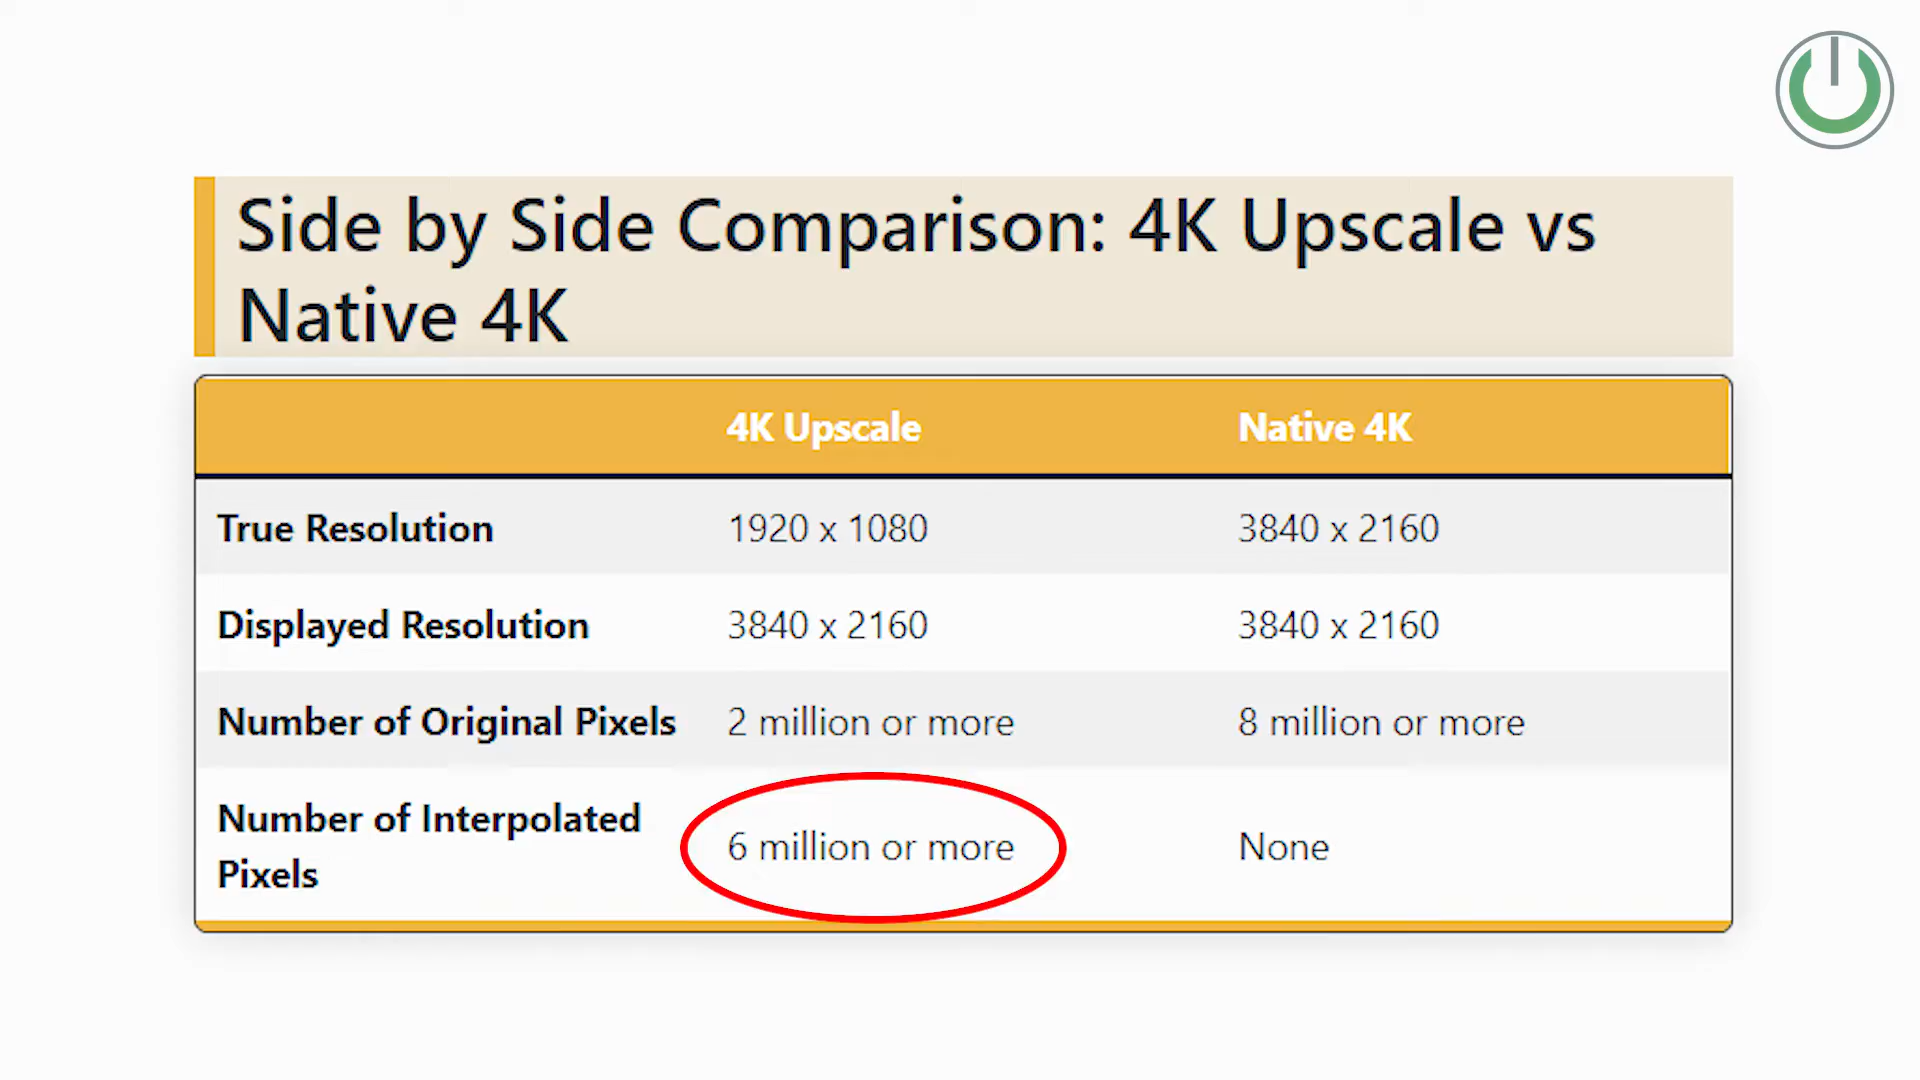 Side by Side Comparison: 4K Upscale vs
Native 4K
4K Upscale Native 4K
True Resolution 1920 x 1080 3840 x 2160
Displayed Resolution 3840 x 2160 3840 x 2160
Number of Original Pixels 2 million or more 8 million or more
Number of Interpolated
Pixels 6 million or more None